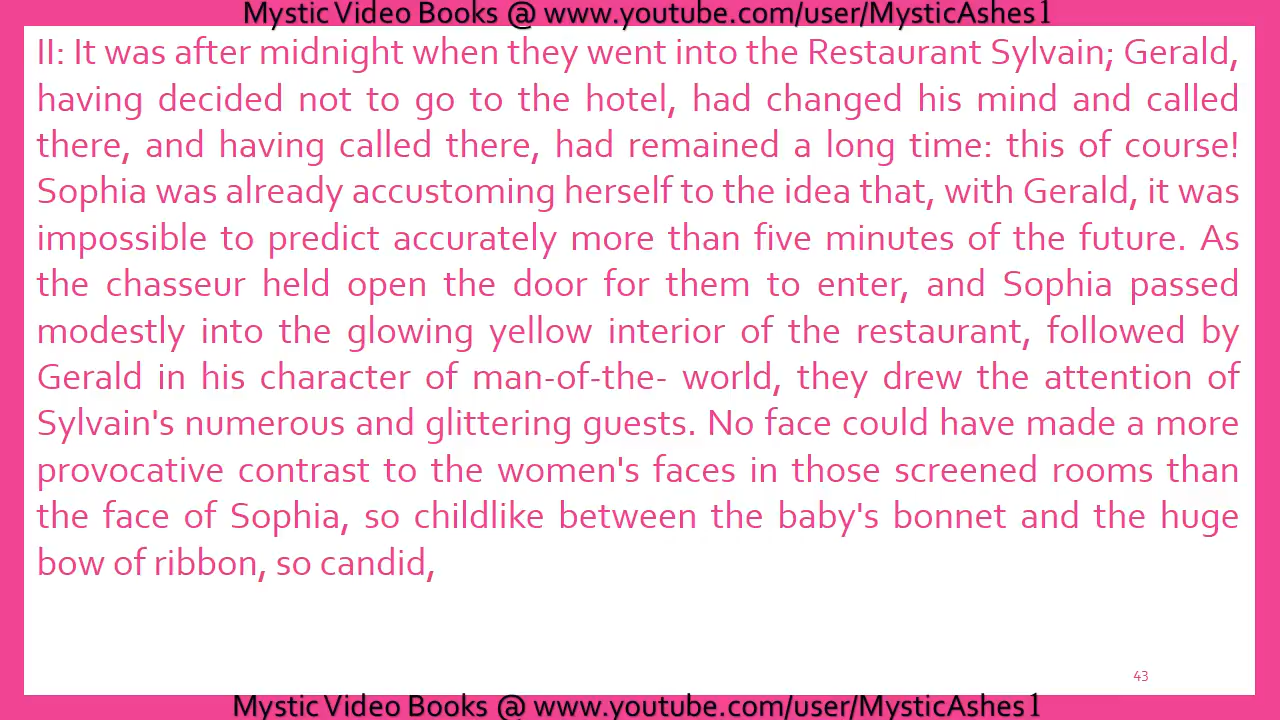 Mystic Video Books @ www.youtube.com/user/MysticAshes1
II: It was after midnight when they went into the Restaurant Sylvain; Gerald,
having decided not to go to the hotel, had changed his mind and called
there, and having called there, had remained a long time: this of course!
Sophia was already accustoming herself to the idea that, with Gerald, it was
impossible to predict accurately more than five minutes of the future. As
the chasseur held open the door for them to enter, and Sophia passed
modestly into the glowing yellow interior of the restaurant, followed by
Gerald in his character of man-of-the- world, they drew the attention of
Sylvain's numerous and glittering guests. No face could have made a more
provocative contrast to the women's faces in those screened rooms than
the face of Sophia, so childlike between the baby's bonnet and the huge
bow of ribbon, so candid,
43
Mystic Video Books @ www.youtube.com/user/MysticAshes1